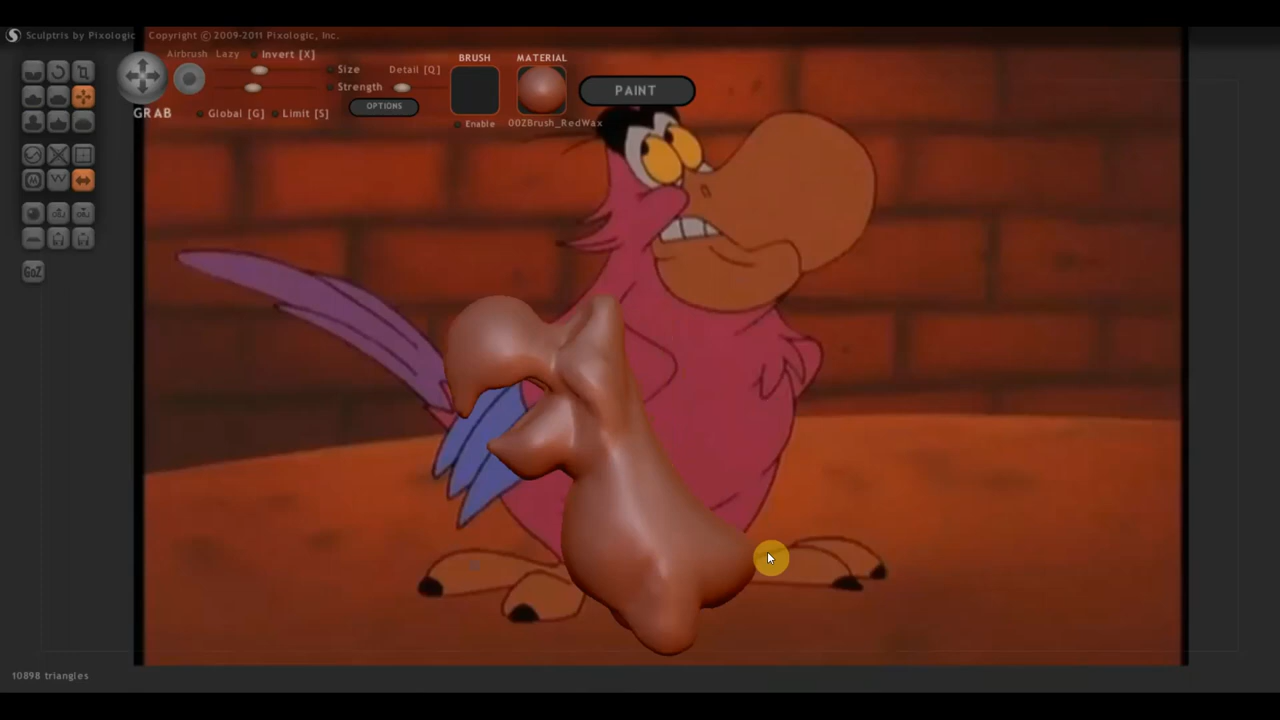 Sculptris by Pixologic Copyright © 2009-2011 Pixologic, Inc.
Airbrush Lazy Invert [X]
Size Detail [Q]
Strength
OPTIONS
GRAB Global [G] Limit [S]
BRUSH
Enable
MATERIAL
00ZBrush_RedWax
PAINT
GoZ
10898 triangles